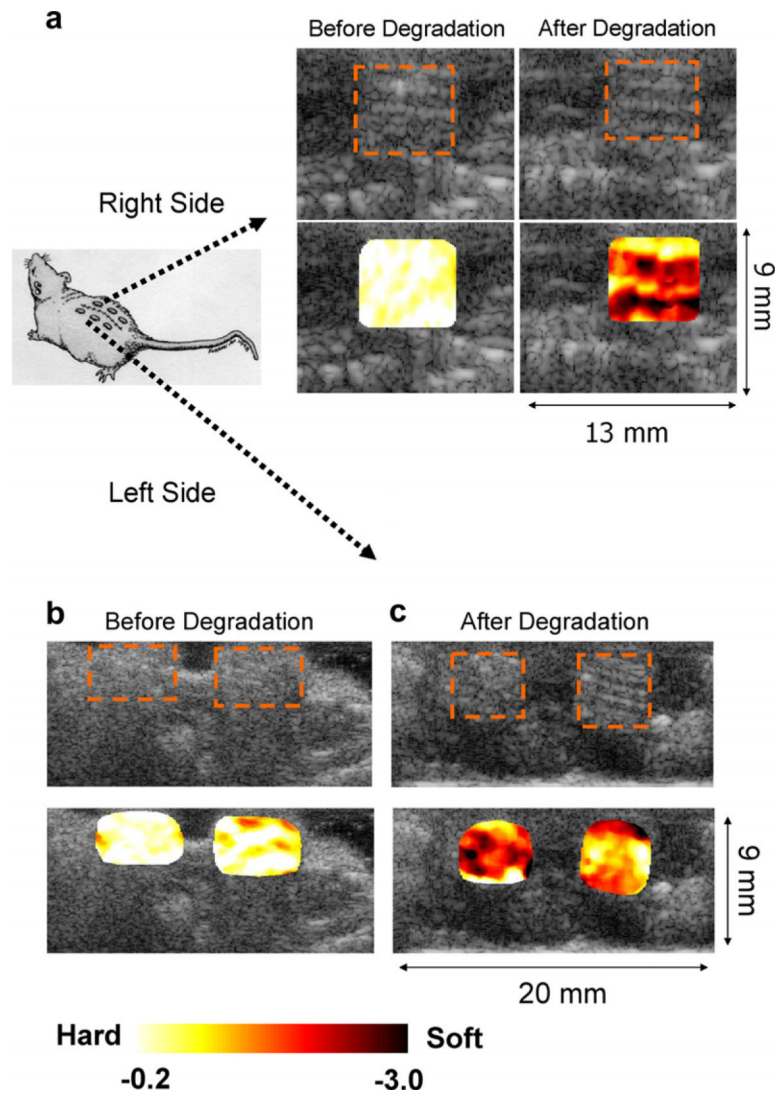 a
Before Degradation
After Degradation
Right Side
9 mm
13 mm
Left Side
b
Before Degradation
c
After Degradation
9 mm
20 mm
Hard
Soft
-0.2
-3.0